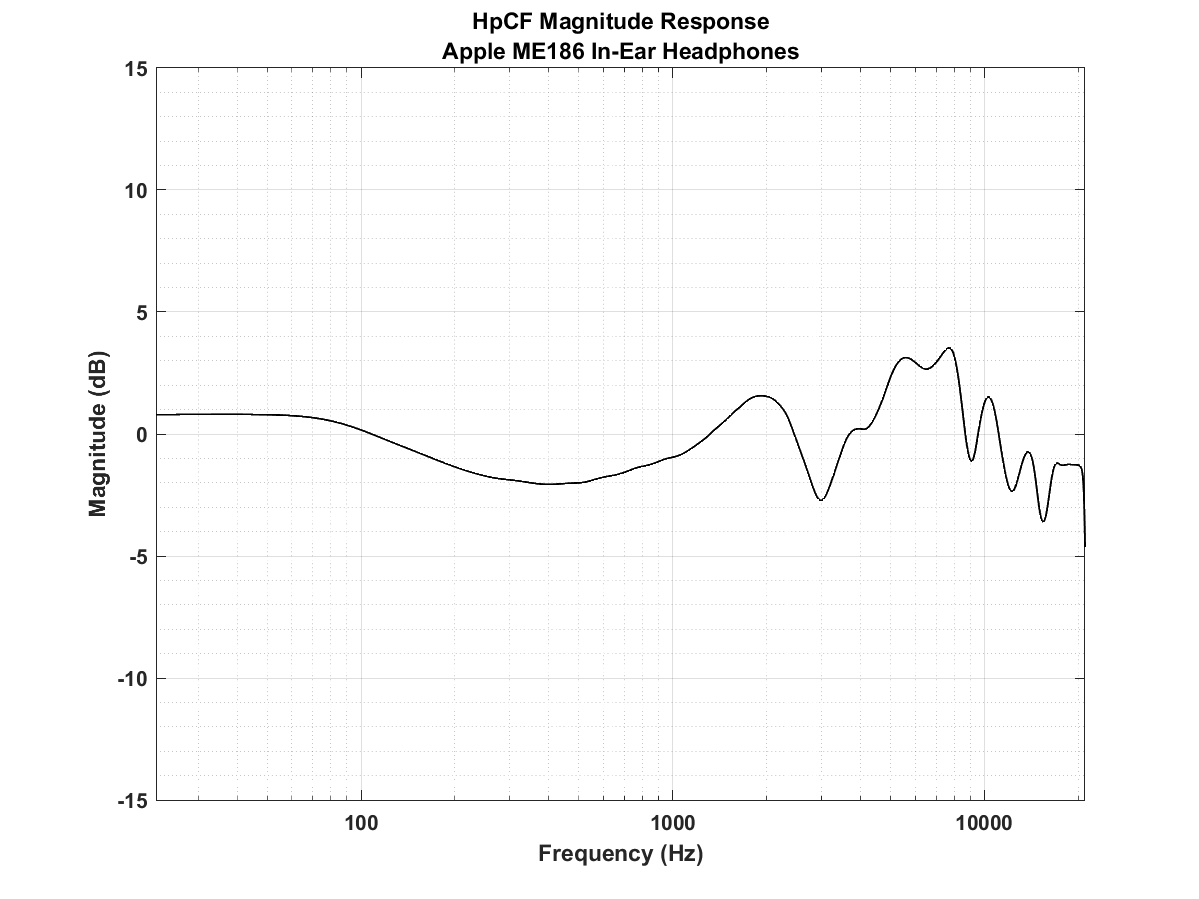 HpCF Magnitude Response
Apple ME186 In-Ear Headphones
15
10
5
0
-5
-10
-15
Magnitude (dB)
100
1000
10000
Frequency (Hz)